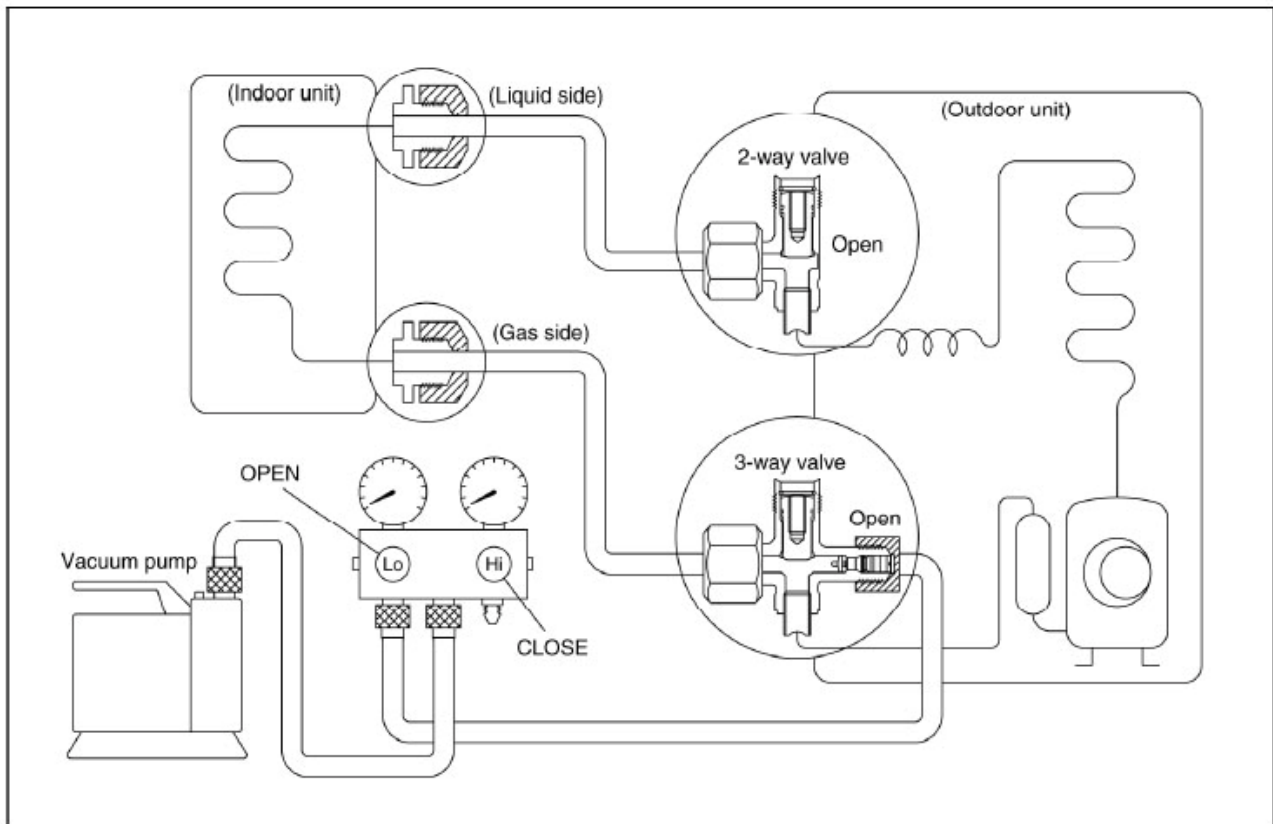 (Indoor unit)
(Liquid side)
(Outdoor unit)
2-way valve
Open
(Gas side)
3-way valve
OPEN
Open
Vacuum pump
Lo
Hi
CLOSE